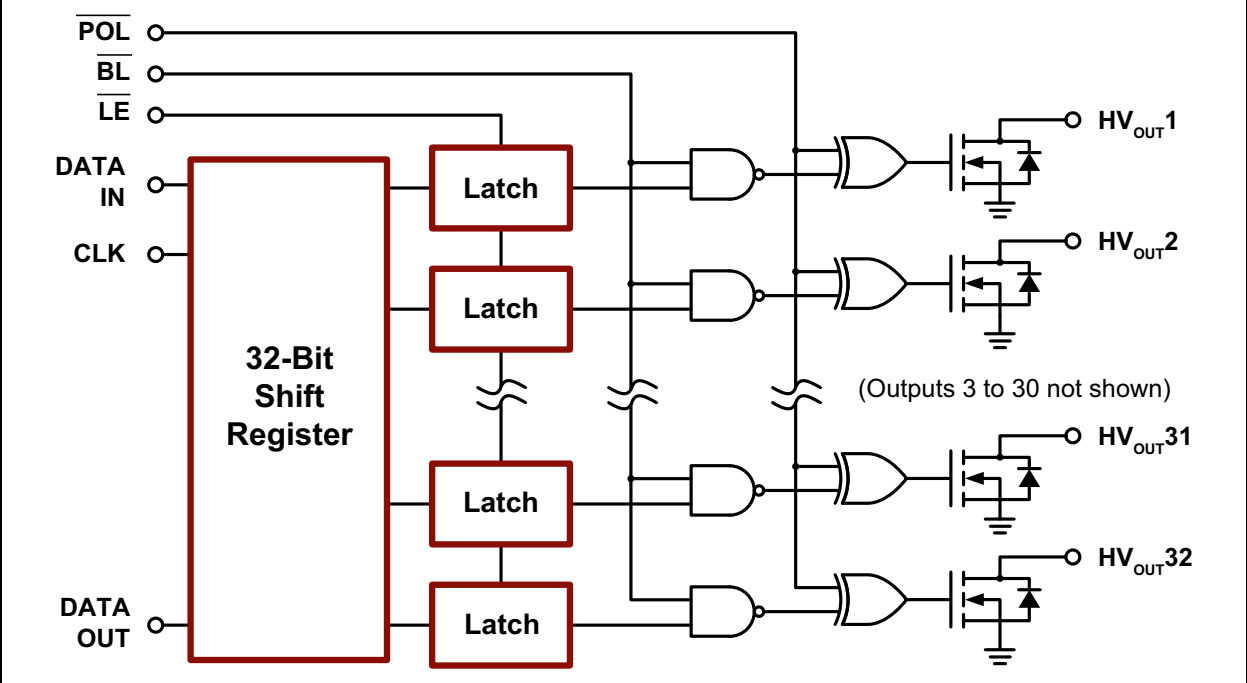 POL
BL
LE
DATA
IN
CLK
DATA
OUT
32-Bit
Shift
Register
Latch
Latch
Latch
Latch
HVOUT1
HVOUT2
(Outputs 3 to 30 not shown)
HVOUT31
HVOUT32